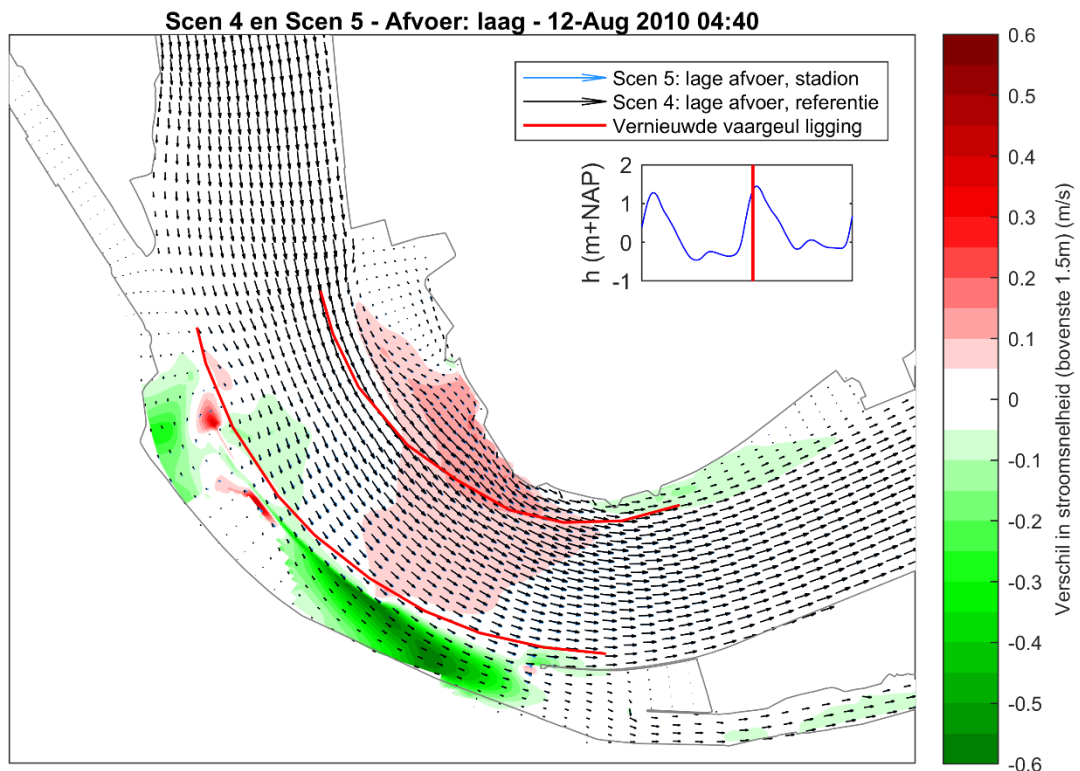 Scen 4 en Scen 5 - Afvoer: laag - 12-Aug 2010 04:40
Scen 5: lage afvoer, stadion
Scen 4: lage afvoer, referentie
Vernieuwde vaargeul ligging
h (m+NAP)
2
1
0
-1
0.6
0.5
0.4
0.3
0.2
0.1
0
-0.1
-0.2
-0.3
-0.4
-0.5
-0.6
Verschil in stroomsnelheid (bovenste 1.5m) (m/s)